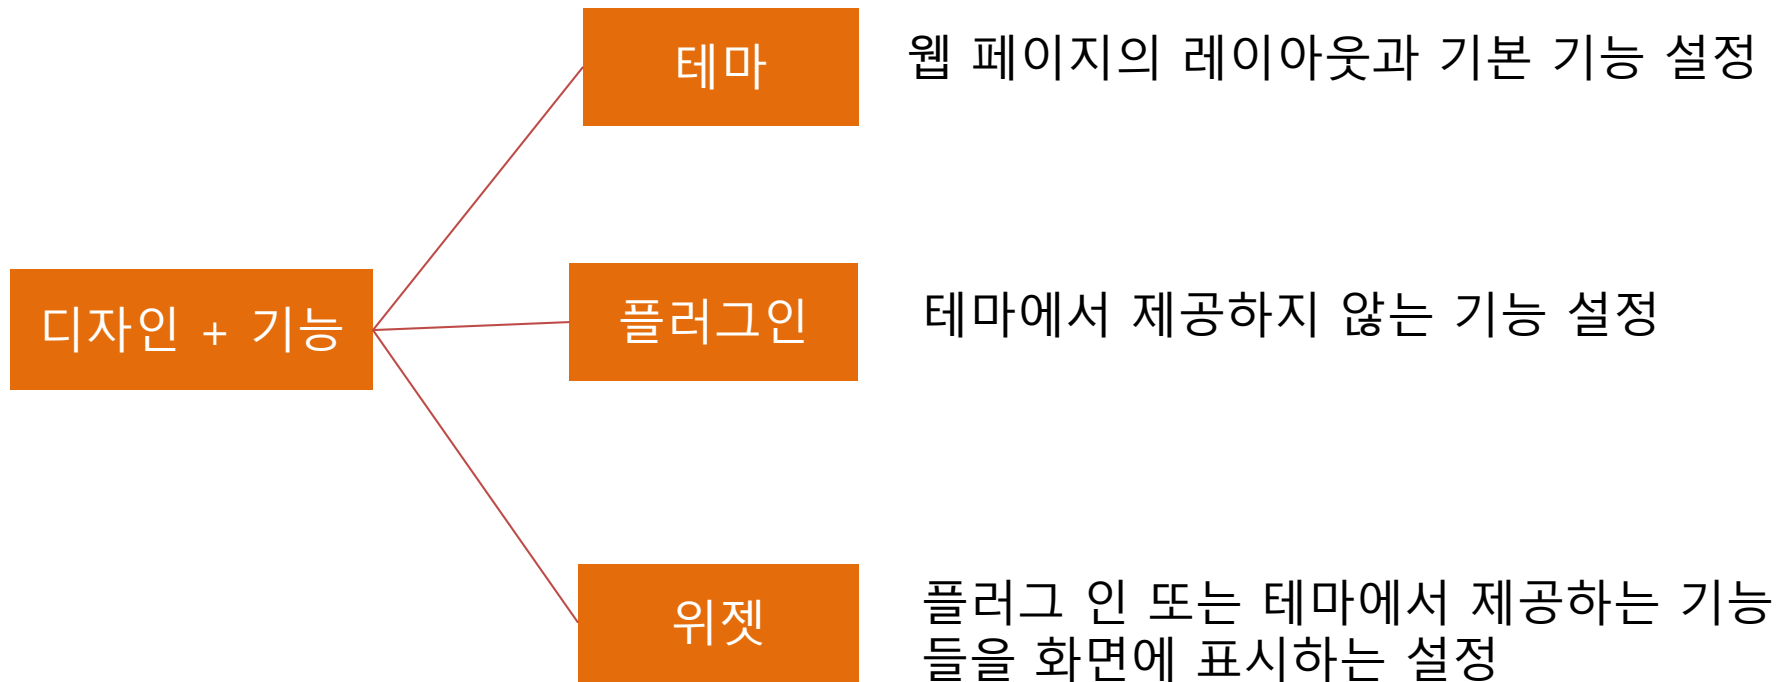 테마
웹 페이지의 레이아웃과 기본 기능 설정
디자인 + 기능
플러그인
테마에서 제공하지 않는 기능 설정
위젯
플러그 인 또는 테마에서 제공하는 기능
들을 화면에 표시하는 설정